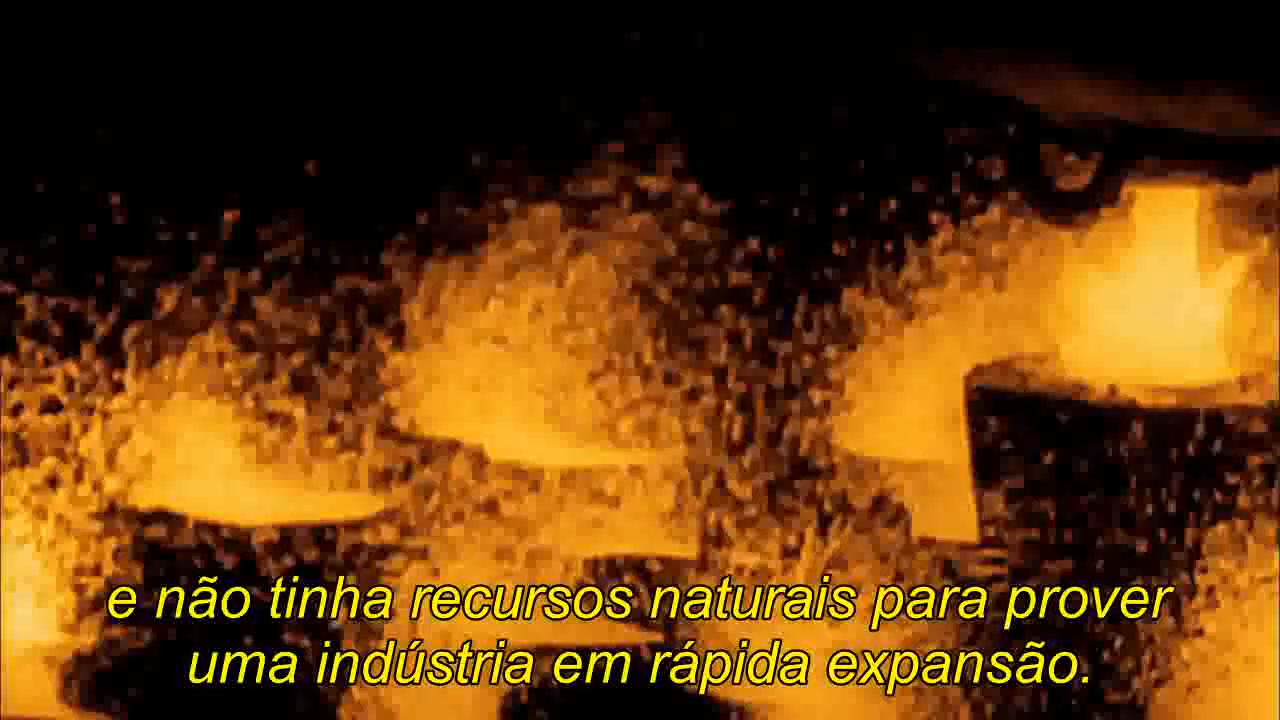 e não tinha recursos naturais para prover
uma indústria em rápida expansão.